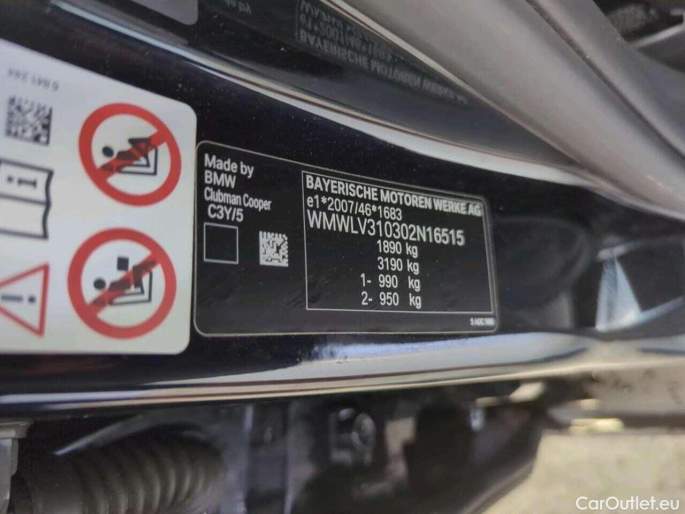 Made by
BMW
Clubman Cooper
C3Y/5
BAYERISCHE MOTOREN WERKE AG
e1*2007/46*1683
WMWLV310302N16515
1890 kg
3190 kg
1- 990 kg
2- 950 kg
CarOutlet.eu